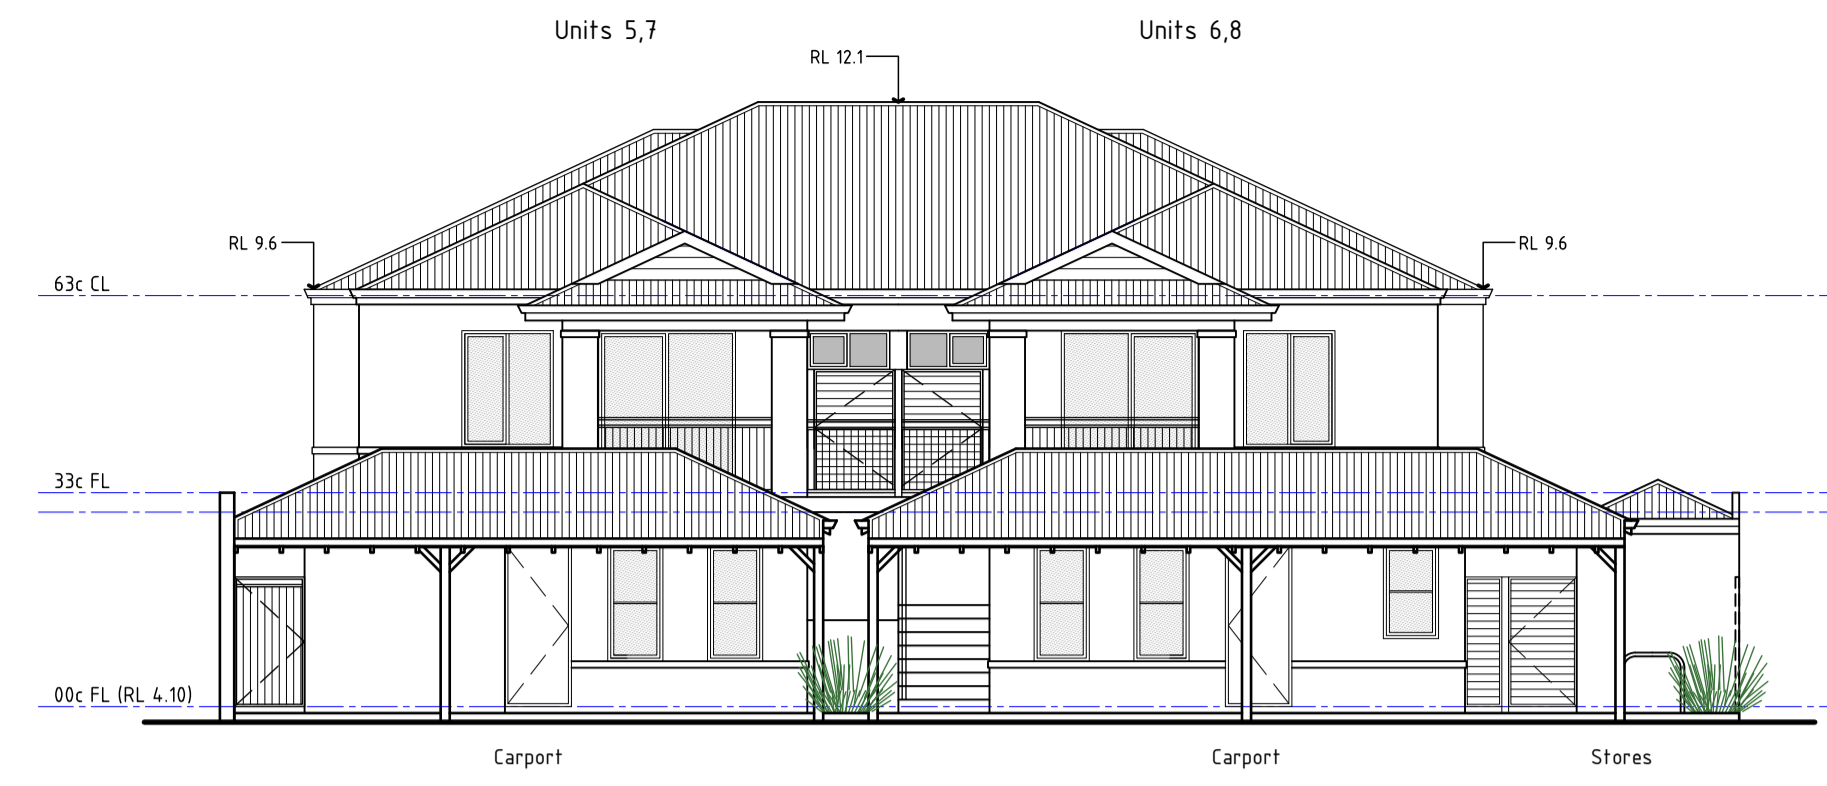 Units 5,7
Units 6,8
RL 12.1
RL 9.6
RL 9.6
63c CL
33c FL
00c FL (RL 4.10)
Carport
Carport
Stores